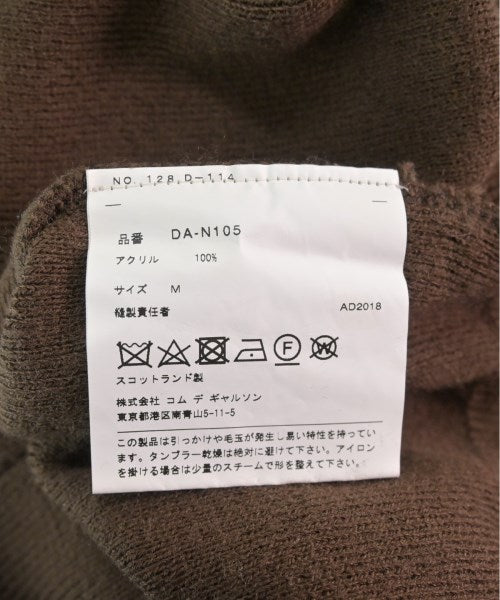 NO. 128,D-114
品番 DA-N105
アクリル 100%
サイズ M
縫製責任者 AD2018
F W
スコットランド製
株式会社 コム デ ギャルソン
東京都港区南青山5-11-5
この製品は引っかけや毛玉が発生し易い特性を持ってい
ます。タンブラー乾燥は絶対に避けて下さい。アイロン
を掛ける場合は少量のスチームで形を整えて下さい。